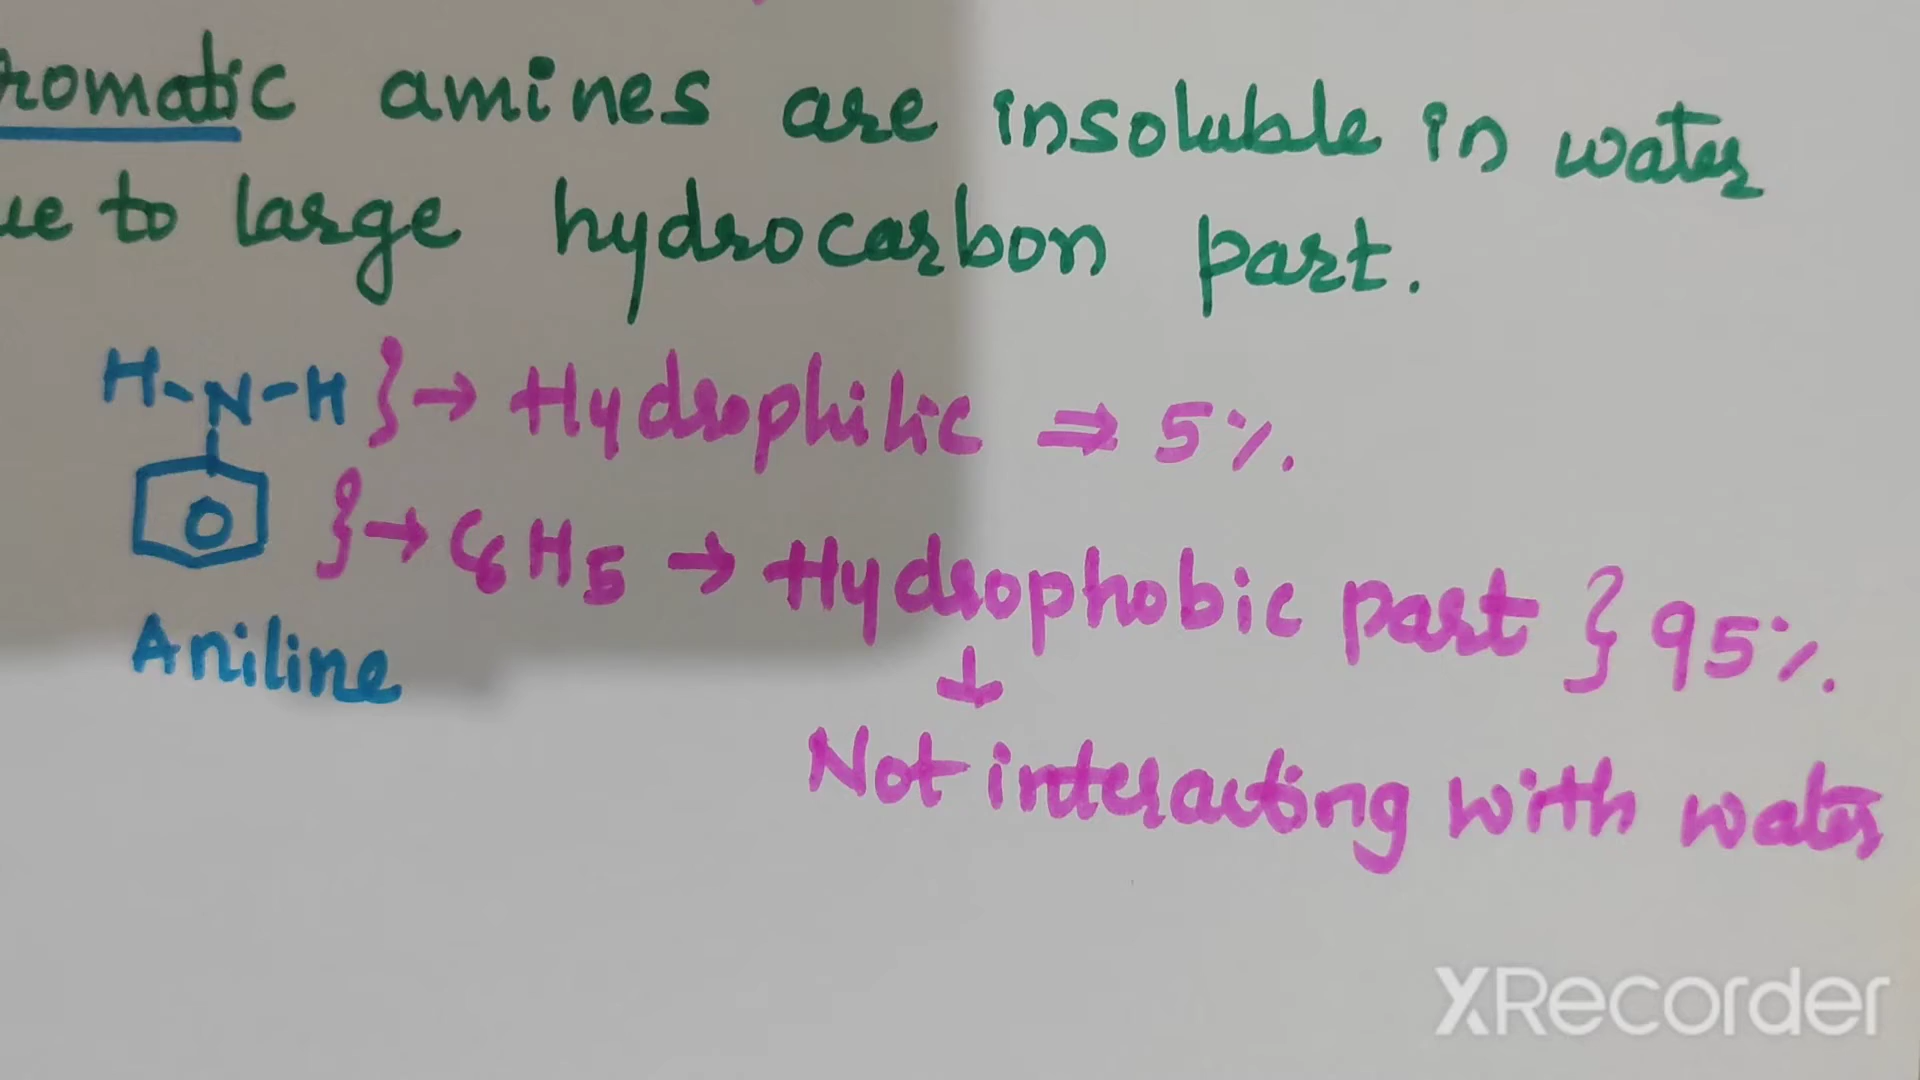 romatic amines are insoluble in water
ue to large hydrocarbon part.
H-N-H } → Hydrophilic ⇒ 5%.
} → C6H5 → Hydrophobic part } 95%.
Aniline
↓
Not interacting with water
XRecorder